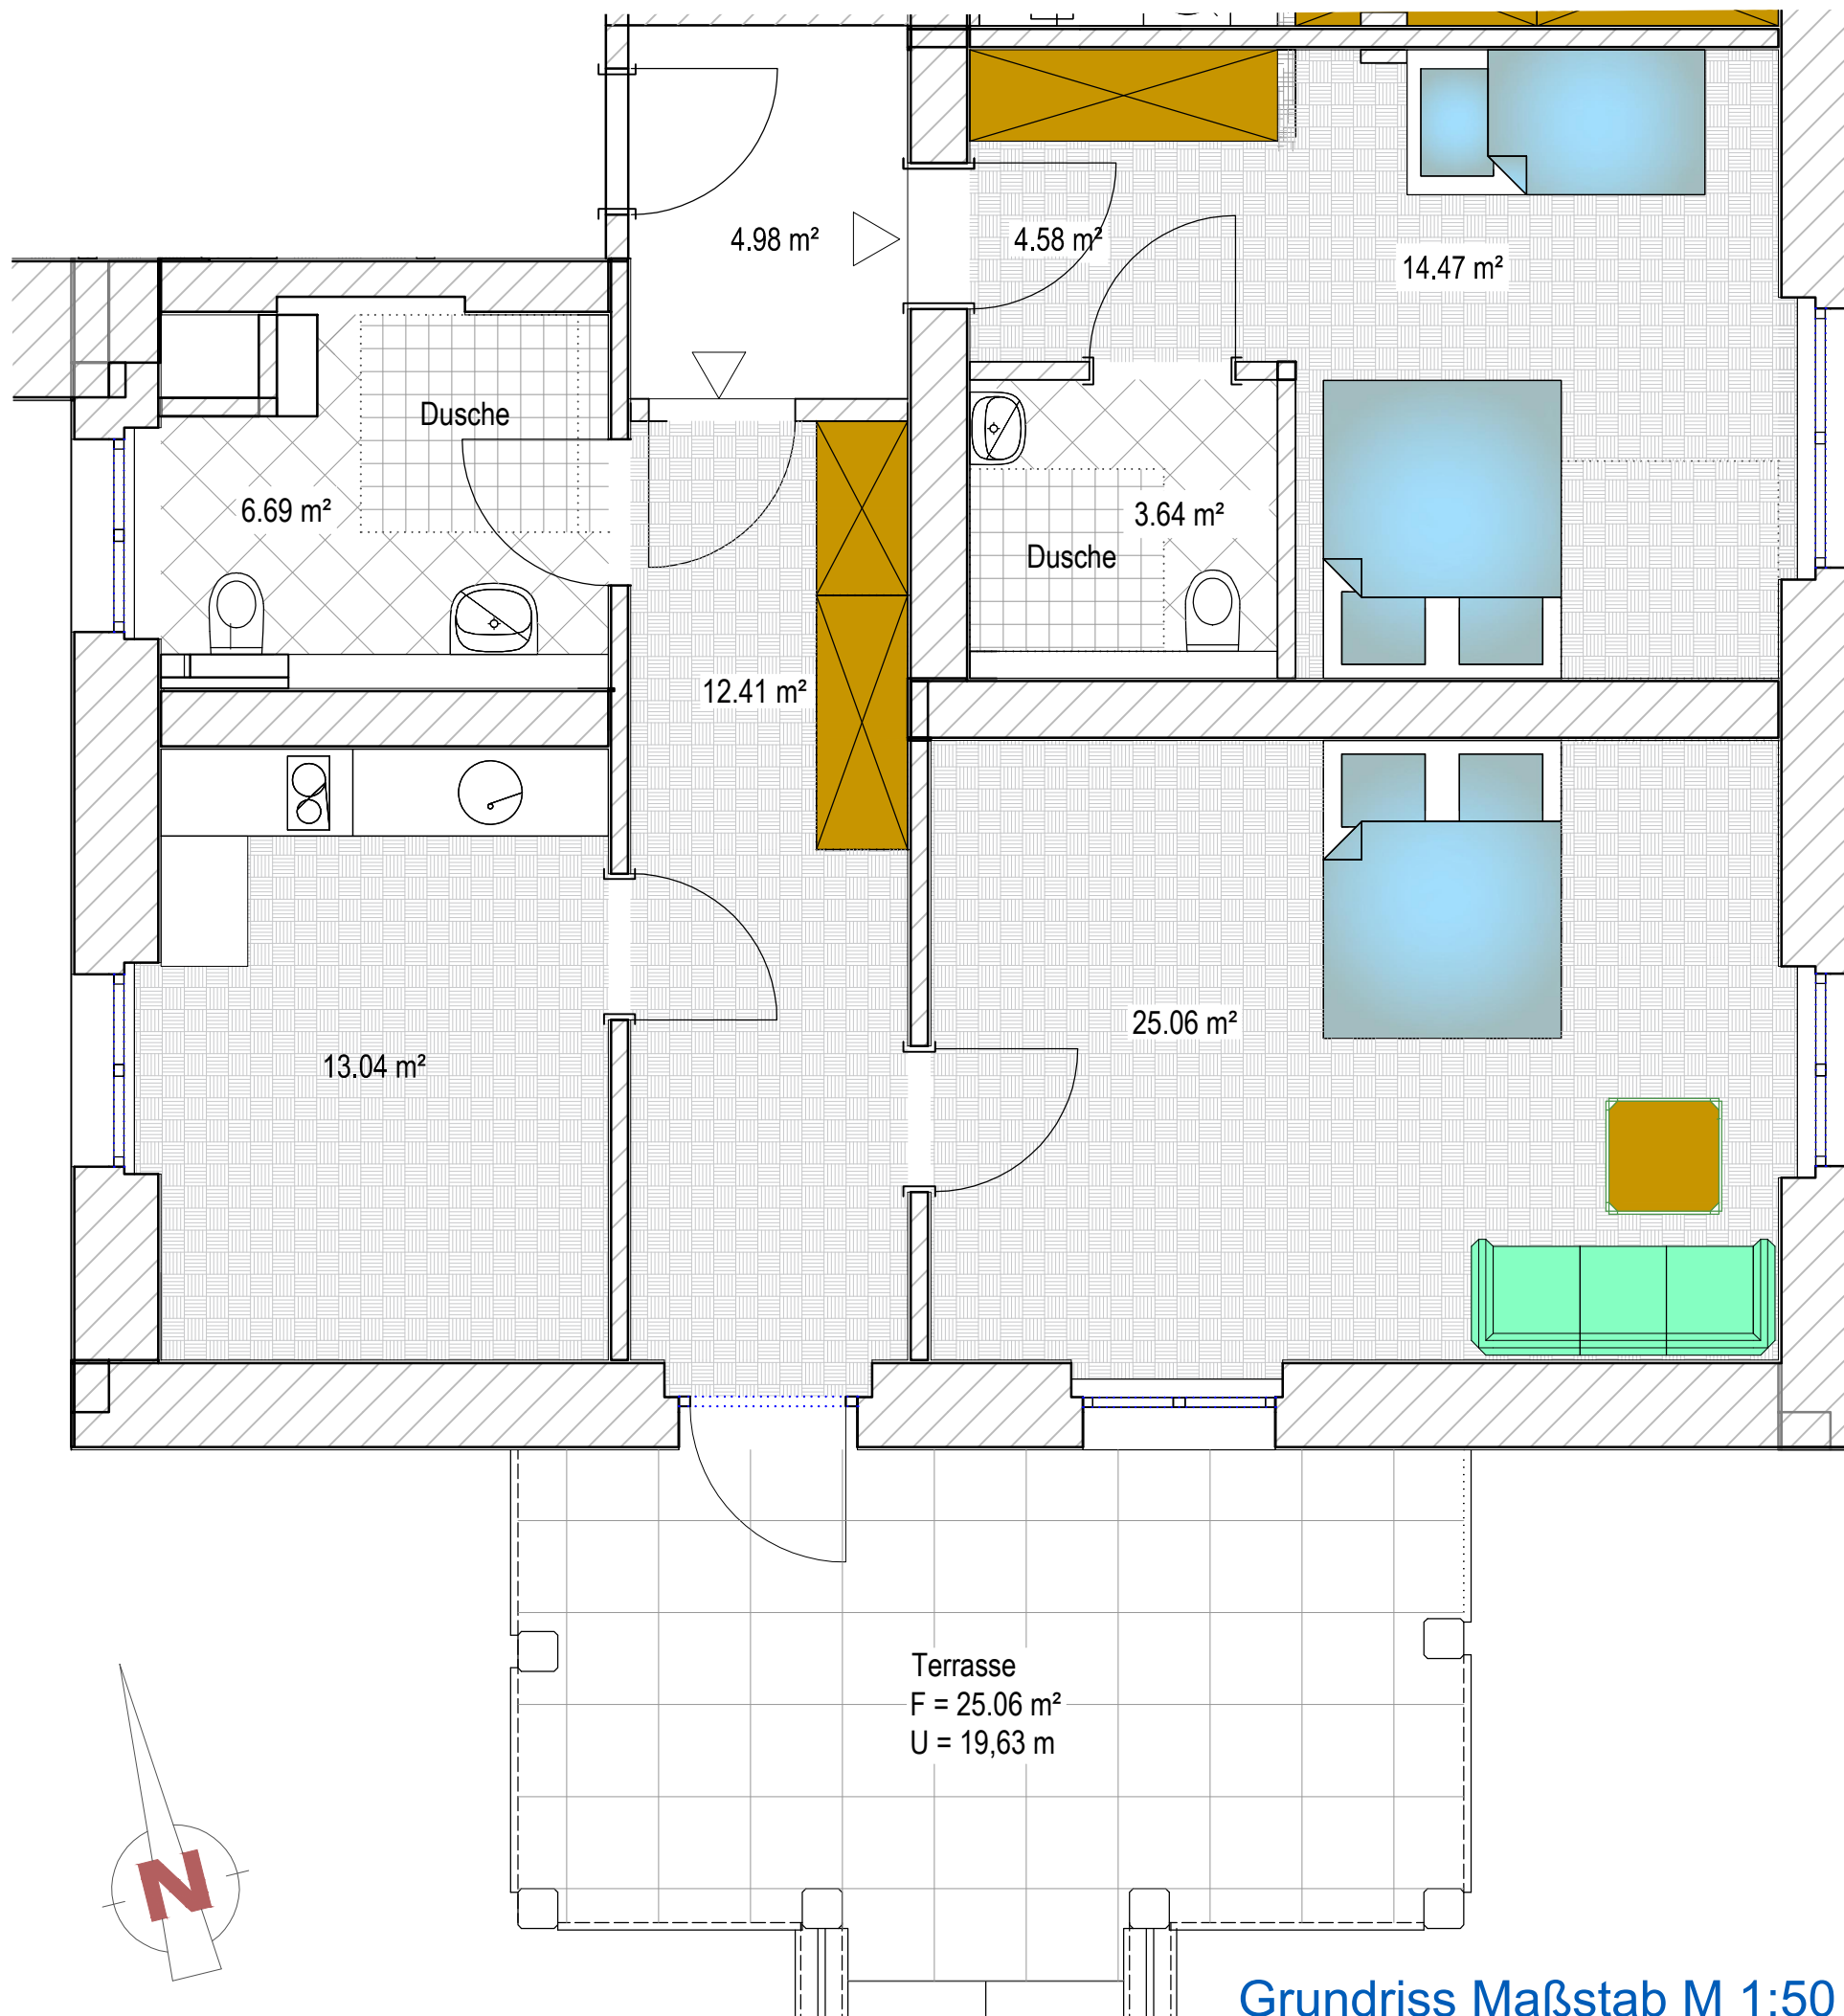 4.98 m²
4.58 m²
14.47 m²
Dusche
6.69 m²
3.64 m²
Dusche
12.41 m²
25.06 m²
13.04 m²
Terrasse
F = 25.06 m²
U = 19,63 m
N
Grundriss Maßstab M 1:50